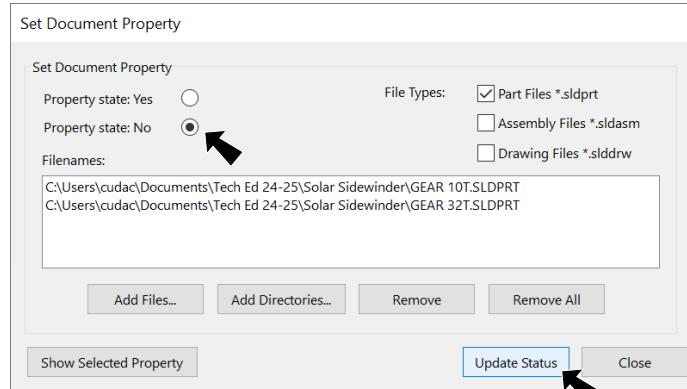 Set Document Property
Set Document Property
Property state: Yes
File Types:
Part Files *.sldprt
Property state: No
Assembly Files *.sldasm
Drawing Files *.slddrw
Filenames:
C:\Users\cudac\Documents\Tech Ed 24-25\Solar Sidewinder\GEAR 10T.SLDPRT
C:\Users\cudac\Documents\Tech Ed 24-25\Solar Sidewinder\GEAR 32T.SLDPRT
Add Files...
Add Directories...
Remove
Remove All
Show Selected Property
Update Status
Close